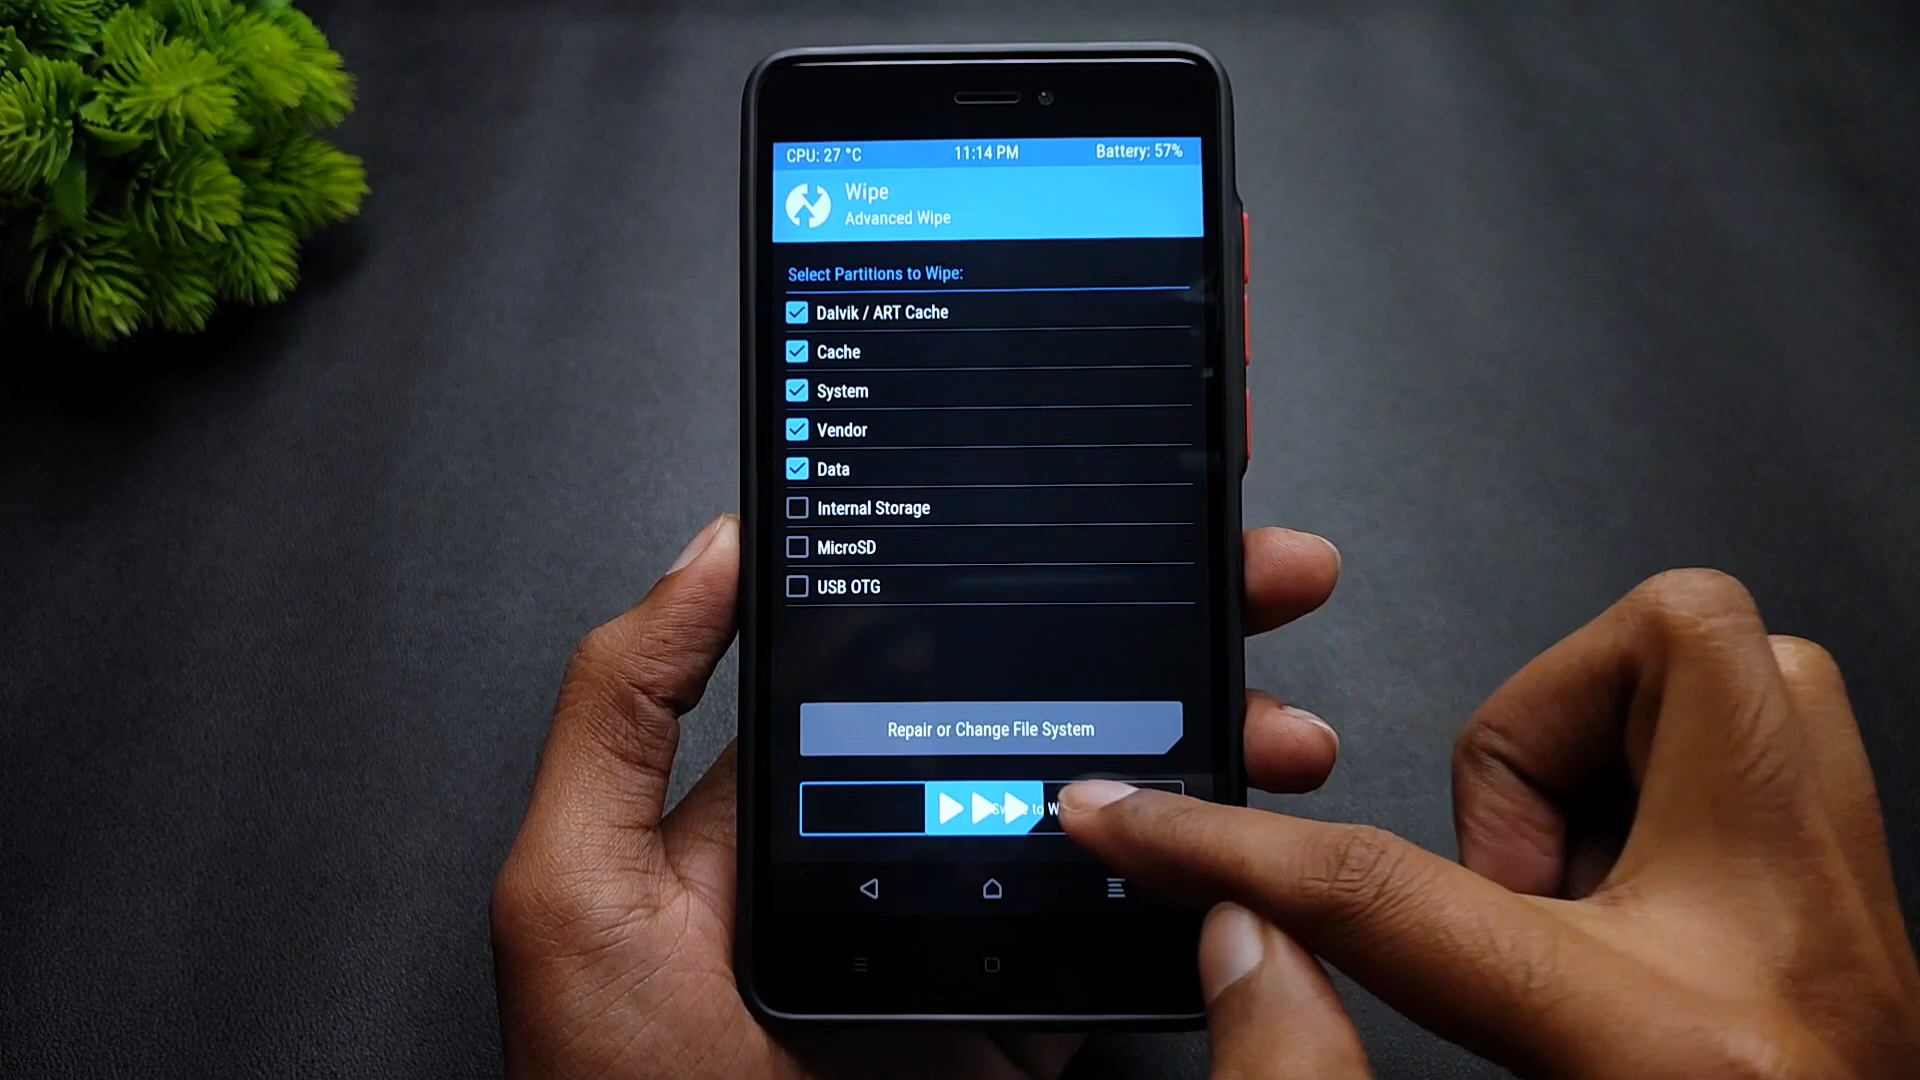 CPU: 27 °C 11:14 PM Battery: 57%
Wipe
Advanced Wipe
Select Partitions to Wipe:
Dalvik / ART Cache
Cache
System
Vendor
Data
Internal Storage
MicroSD
USB OTG
Repair or Change File System
to